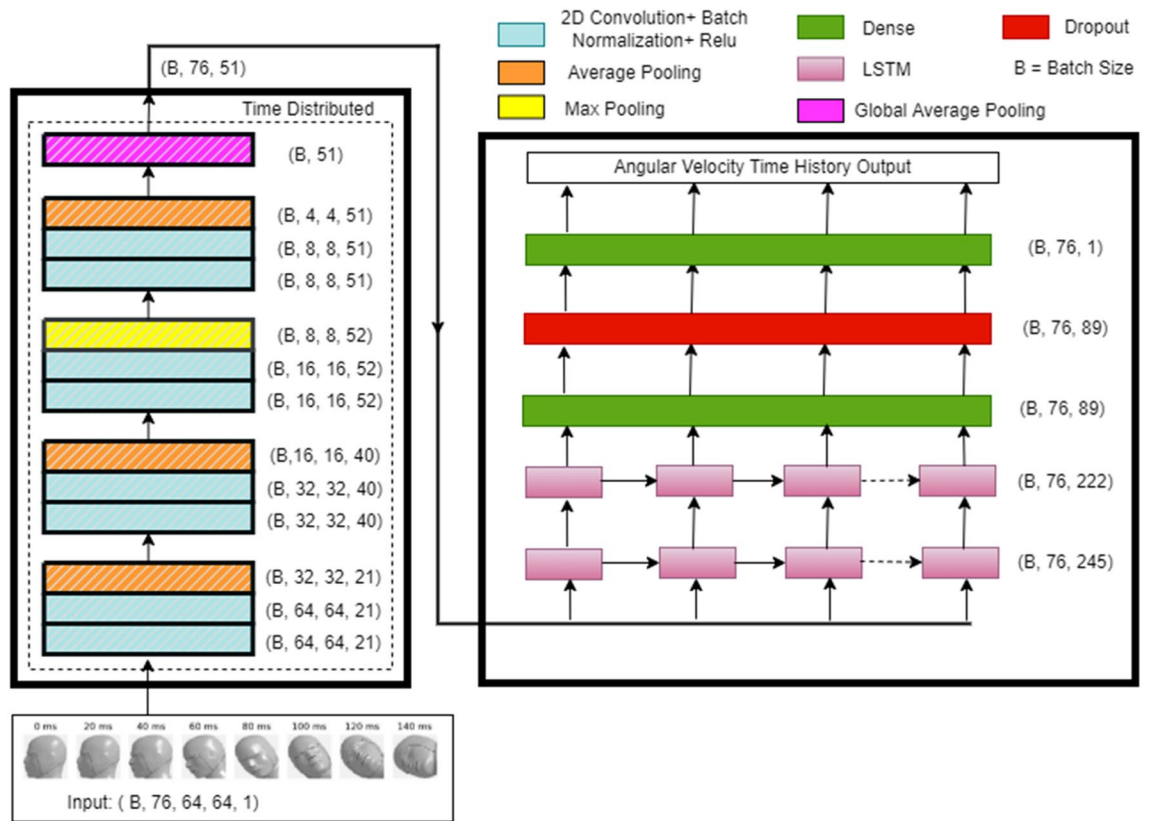 2D Convolution+ Batch
Normalization+ Relu
Average Pooling
Max Pooling
Dense
LSTM
Global Average Pooling
Dropout
B = Batch Size
(B, 76, 51)
Time Distributed
(B, 51)
(B, 4, 4, 51)
(B, 8, 8, 51)
(B, 8, 8, 51)
(B, 8, 8, 52)
(B, 16, 16, 52)
(B, 16, 16, 52)
(B,16, 16, 40)
(B, 32, 32, 40)
(B, 32, 32, 40)
(B, 32, 32, 21)
(B, 64, 64, 21)
(B, 64, 64, 21)
0 ms 20 ms 40 ms 60 ms 80 ms 100 ms 120 ms 140 ms
Input: ( B, 76, 64, 64, 1)
Angular Velocity Time History Output
(B, 76, 1)
(B, 76, 89)
(B, 76, 89)
(B, 76, 222)
(B, 76, 245)